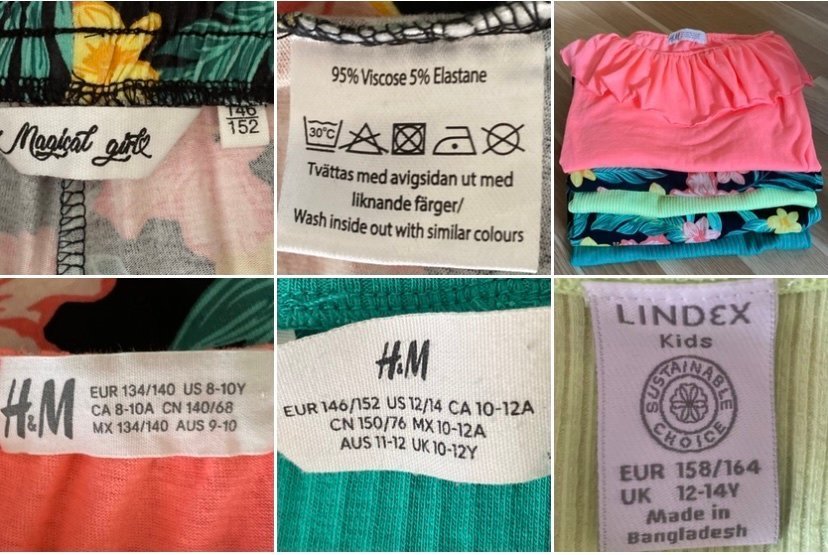 Magical girl
146
152
95% Viscose 5% Elastane
30°C
Tvättas med avigsidan ut med
liknande färger/
Wash inside out with similar colours
H&M
H&M
EUR 134/140 US 8-10Y
CA 8-10A CN 140/68
MX 134/140 AUS 9-10
H&M
EUR 146/152 US 12/14 CA 10-12A
CN 150/76 MX 10-12A
AUS 11-12 UK 10-12Y
LINDEX
Kids
SUSTAINABLE
CHOICE
EUR 158/164
UK 12-14Y
Made in
Bangladesh